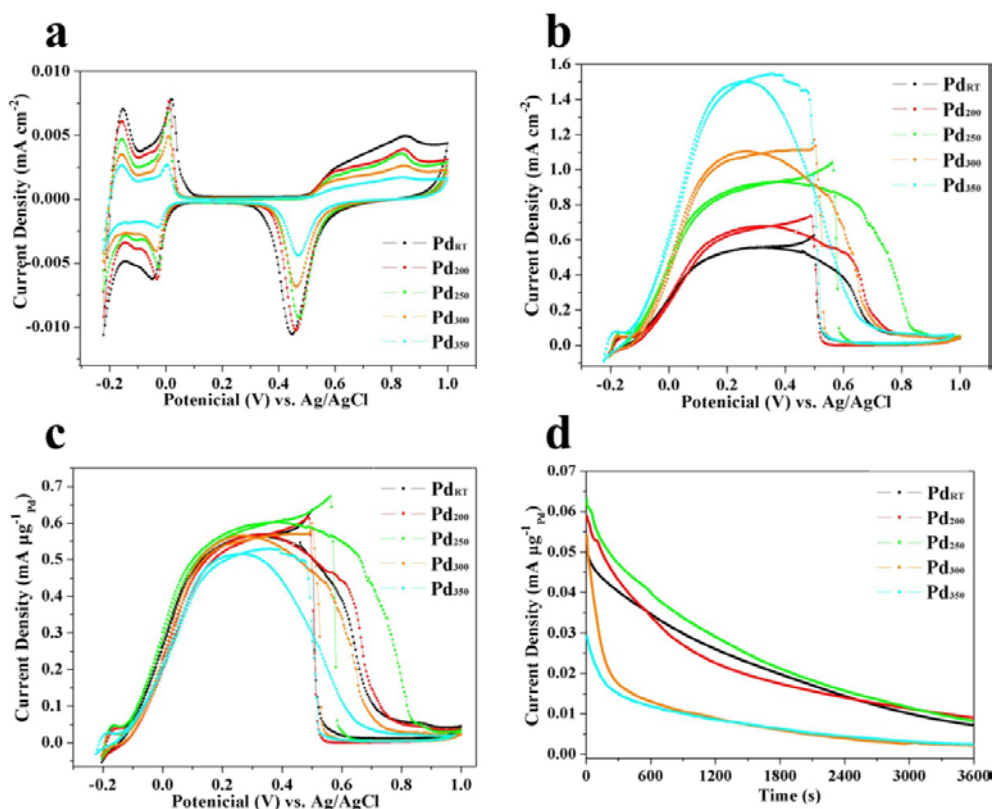 a
0.010
0.005
0.000
-0.005
-0.010
Current Density (mA cm-2)
-0.2 0.0 0.2 0.4 0.6 0.8 1.0
Potenicial (V) vs. Ag/AgCl
PdRT
Pd200
Pd250
Pd300
Pd350
b
1.6
1.4
1.2
1.0
0.8
0.6
0.4
0.2
0.0
Current Density (mA cm-2)
-0.2 0.0 0.2 0.4 0.6 0.8 1.0
Potenicial (V) vs. Ag/AgCl
PdRT
Pd200
Pd250
Pd300
Pd350
c
0.7
0.6
0.5
0.4
0.3
0.2
0.1
0.0
Current Density (mA µg-1Pd)
-0.2 0.0 0.2 0.4 0.6 0.8 1.0
Potenicial (V) vs. Ag/AgCl
PdRT
Pd200
Pd250
Pd300
Pd350
d
0.07
0.06
0.05
0.04
0.03
0.02
0.01
0.00
Current Density (mA µg-1Pd)
0 600 1200 1800 2400 3000 3600
Time (s)
PdRT
Pd200
Pd250
Pd300
Pd350